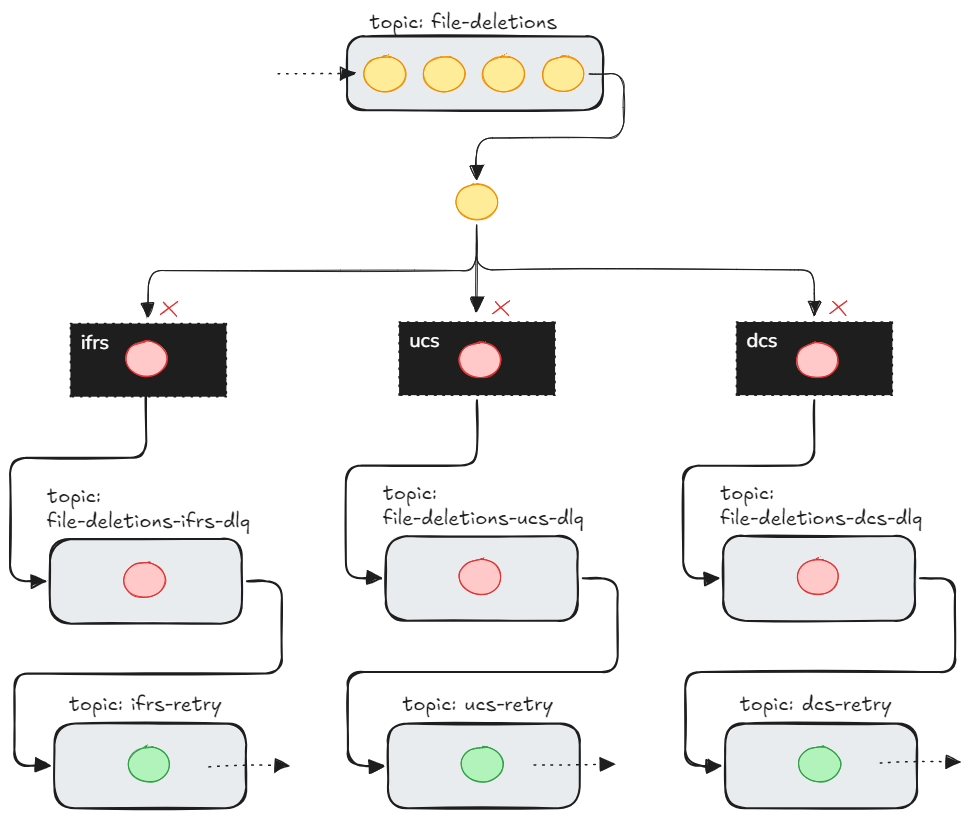 topic: file-deletions
ifrs
ucs
dcs
topic:
file-deletions-ifrs-dlq
topic:
file-deletions-ucs-dlq
topic:
file-deletions-dcs-dlq
topic: ifrs-retry
topic: ucs-retry
topic: dcs-retry